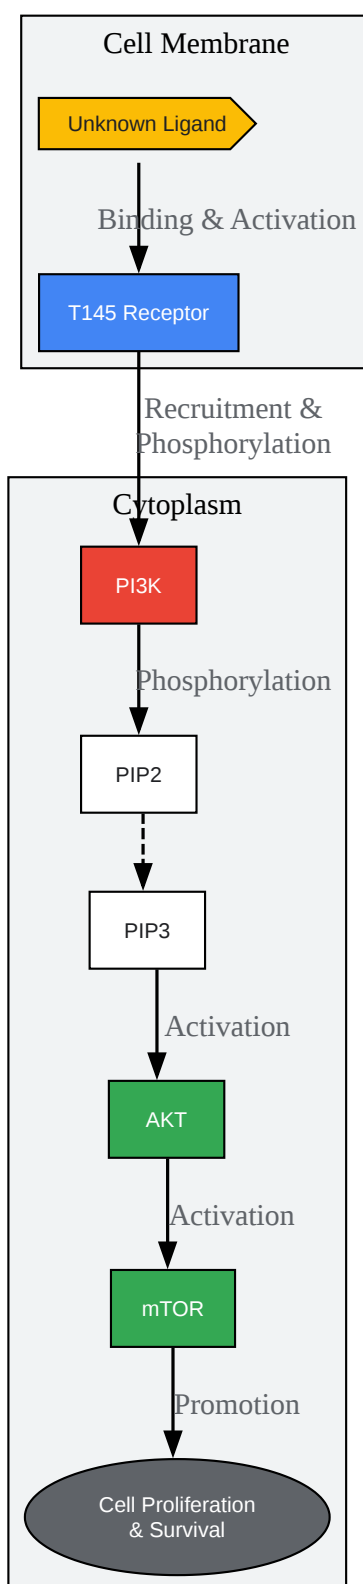 Cell Membrane
Unknown Ligand
Binding & Activation
T145 Receptor
Recruitment &
Phosphorylation
Cytoplasm
PI3K
Phosphorylation
PIP2
PIP3
Activation
AKT
Activation
mTOR
Promotion
Cell Proliferation
& Survival